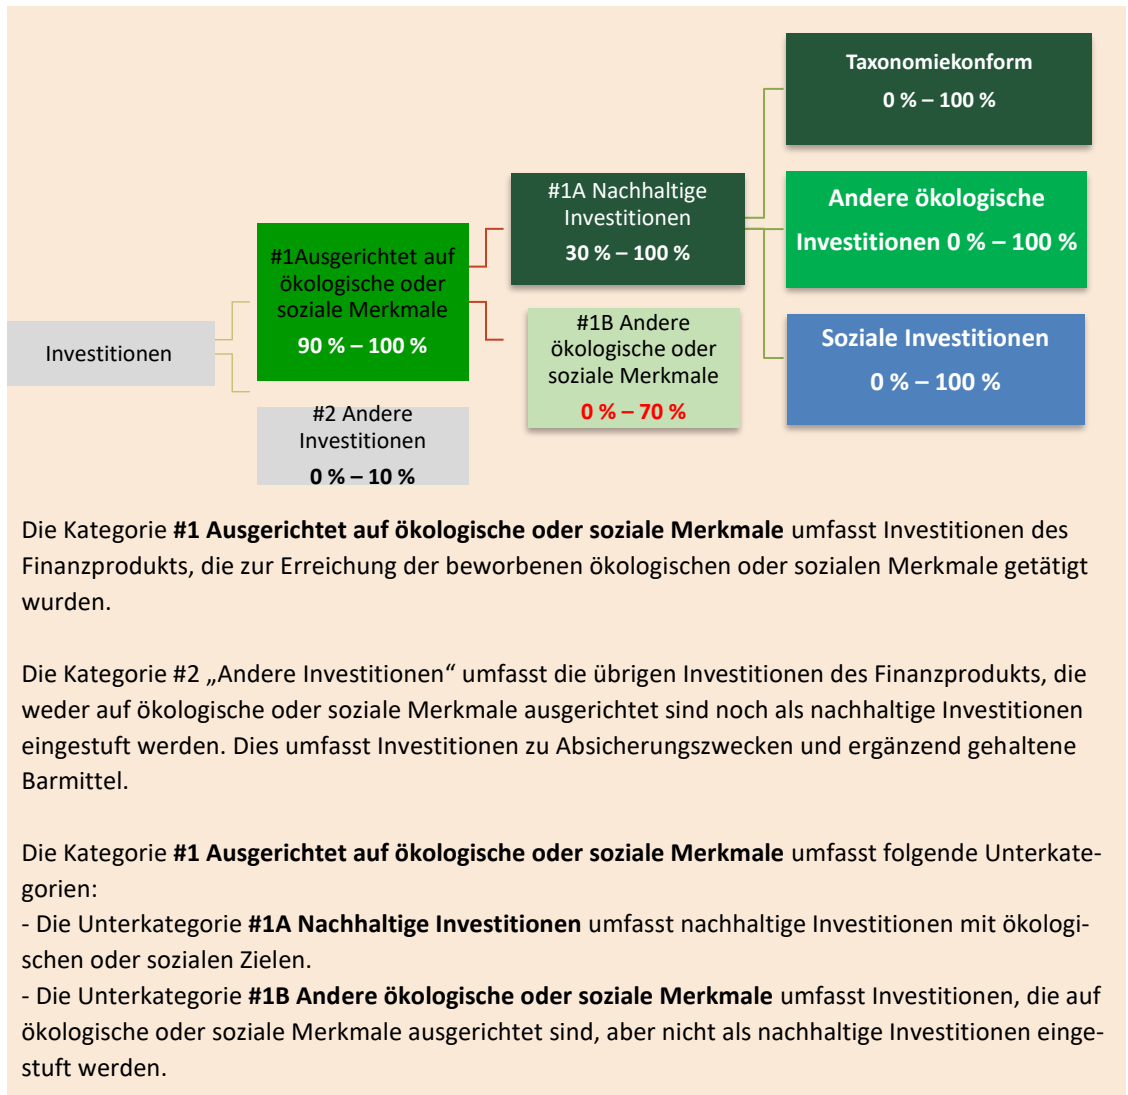 Investitionen
#1Ausgerichtet auf
ökologische oder
soziale Merkmale
90 % – 100 %
#2 Andere
Investitionen
0 % – 10 %
#1A Nachhaltige
Investitionen
30 % – 100 %
#1B Andere
ökologische oder
soziale Merkmale
0 % – 70 %
Taxonomiekonform
0 % – 100 %
Andere ökologische
Investitionen 0 % – 100 %
Soziale Investitionen
0 % – 100 %
Die Kategorie #1 Ausgerichtet auf ökologische oder soziale Merkmale umfasst Investitionen des
Finanzprodukts, die zur Erreichung der beworbenen ökologischen oder sozialen Merkmale getätigt
wurden.
Die Kategorie #2 „Andere Investitionen“ umfasst die übrigen Investitionen des Finanzprodukts, die
weder auf ökologische oder soziale Merkmale ausgerichtet sind noch als nachhaltige Investitionen
eingestuft werden. Dies umfasst Investitionen zu Absicherungszwecken und ergänzend gehaltene
Barmittel.
Die Kategorie #1 Ausgerichtet auf ökologische oder soziale Merkmale umfasst folgende Unterkate-
gorien:
- Die Unterkategorie #1A Nachhaltige Investitionen umfasst nachhaltige Investitionen mit ökologi-
schen oder sozialen Zielen.
- Die Unterkategorie #1B Andere ökologische oder soziale Merkmale umfasst Investitionen, die auf
ökologische oder soziale Merkmale ausgerichtet sind, aber nicht als nachhaltige Investitionen einge-
stuft werden.